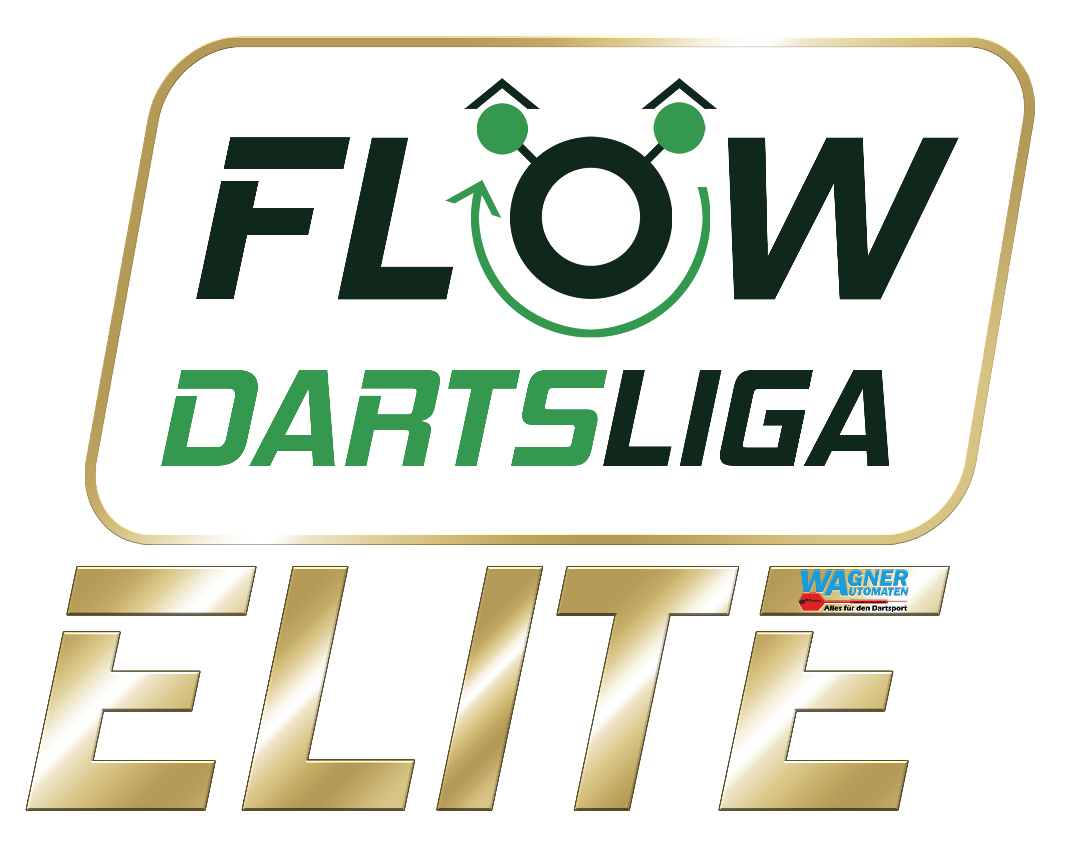 FLOW
DARTSLIGA
ELITE
WAGNER
AUTOMATEN
Alles für den Dartsport